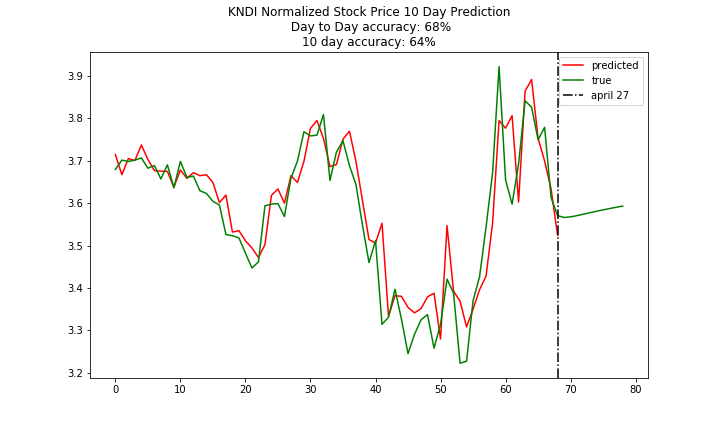 KNDI Normalized Stock Price 10 Day Prediction
Day to Day accuracy: 68%
10 day accuracy: 64%
predicted
true
april 27
3.9
3.8
3.7
3.6
3.5
3.4
3.3
3.2
0
10
20
30
40
50
60
70
80